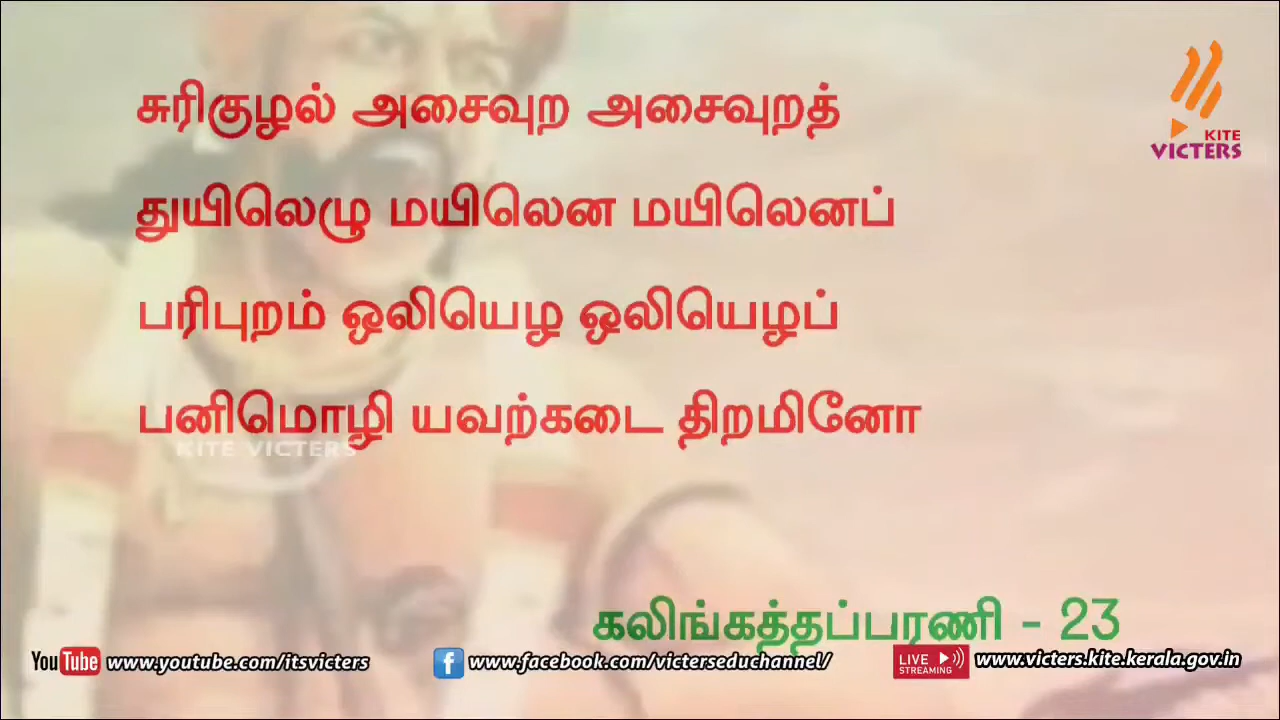 சுரிகுழல் அசைவுற அசைவுறத்
துயிலெழு மயிலென மயிலெனப்
பரிபுறம் ஒலியெழ ஒலியெழப்
பனிமொழி யவற்கடை திறமினோ
கலிங்கத்தப்பரணி - 23
KITE
VICTERS
KITE VICTERS
YouTube www.youtube.com/itsvicters
f www.facebook.com/victerseduchannel/
LIVE STREAMING www.victers.kite.kerala.gov.in